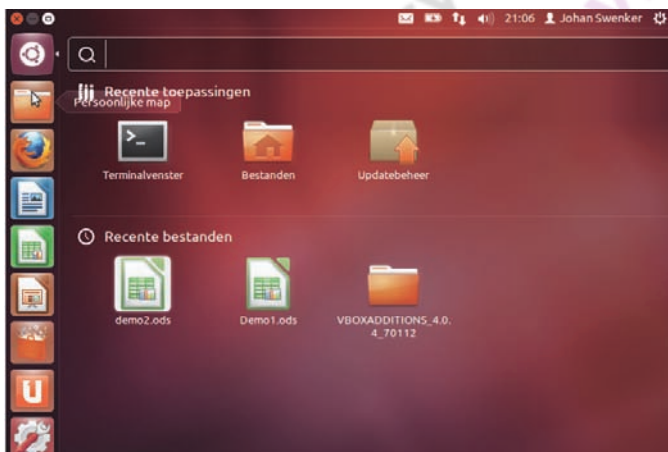 21:06 Johan Swenker
Recente toepassingen
Persoonlijke map
Terminalvenster
Bestanden
Updatebeheer
Recente bestanden
demo2.ods
Demo1.ods
VBOXADDITIONS_4.0.
4_70112